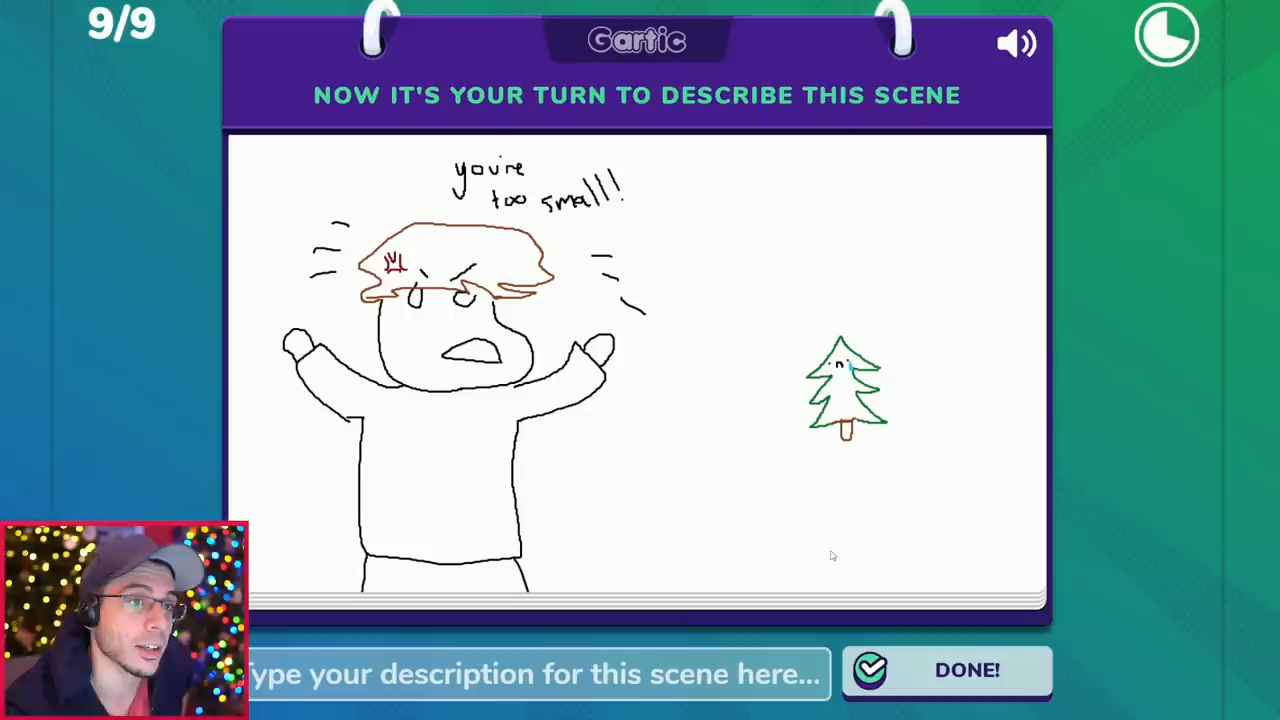 9/9
Gartic
NOW IT'S YOUR TURN TO DESCRIBE THIS SCENE
you're
too small!
ype your description for this scene here...
DONE!